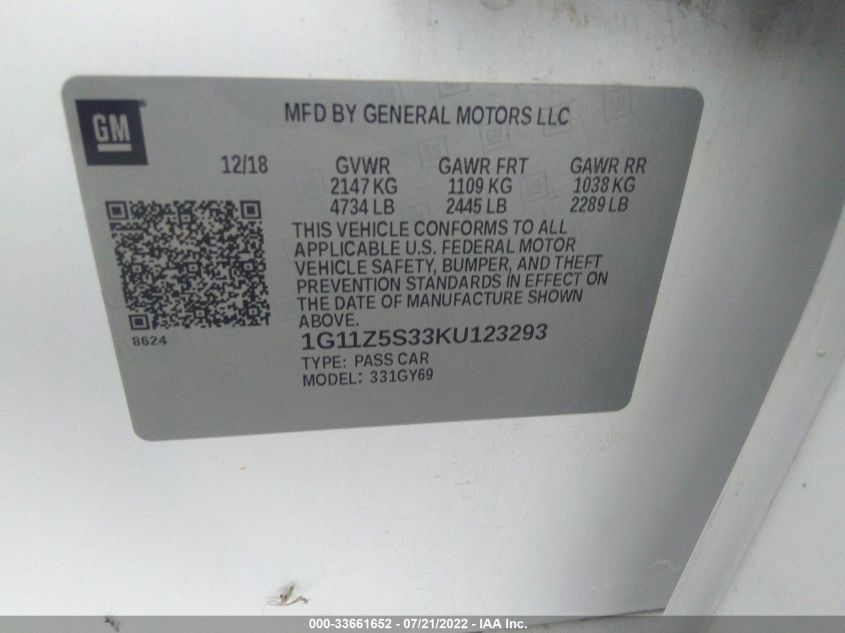 GM
MFD BY GENERAL MOTORS LLC
12/18 GVWR GAWR FRT GAWR RR
2147 KG 1109 KG 1038 KG
4734 LB 2445 LB 2289 LB
THIS VEHICLE CONFORMS TO ALL
APPLICABLE U.S. FEDERAL MOTOR
VEHICLE SAFETY, BUMPER, AND THEFT
PREVENTION STANDARDS IN EFFECT ON
THE DATE OF MANUFACTURE SHOWN
ABOVE.
8624
1G11Z5S33KU123293
TYPE: PASS CAR
MODEL: 331GY69
000-33661652 / 07/21/2022 - IAA Inc.